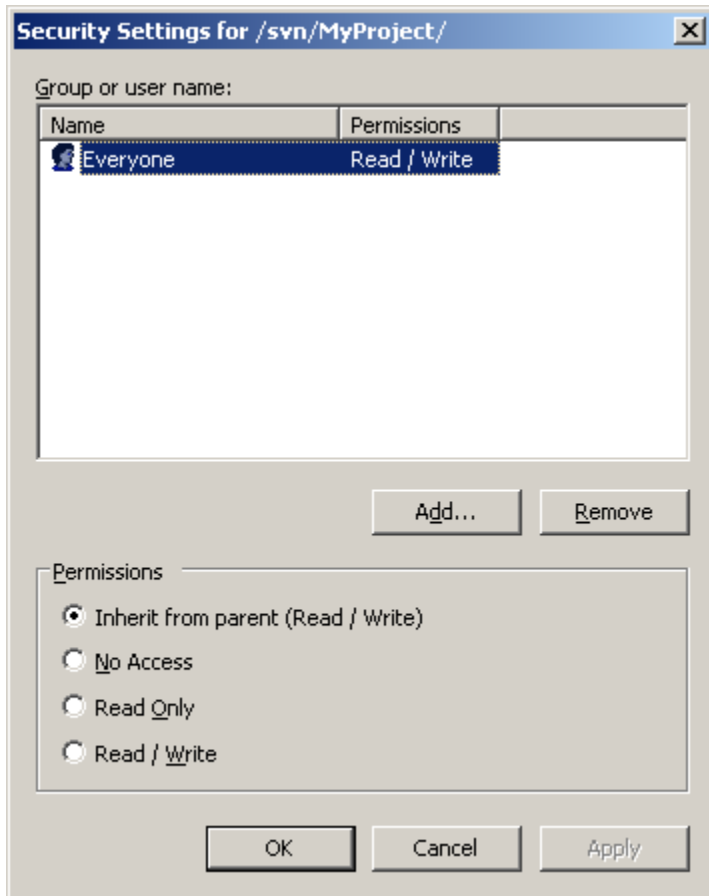 Security Settings for /svn/MyProject/
Group or user name:
Name Permissions
Everyone Read / Write
Add... Remove
Permissions
Inherit from parent (Read / Write)
No Access
Read Only
Read / Write
OK Cancel Apply